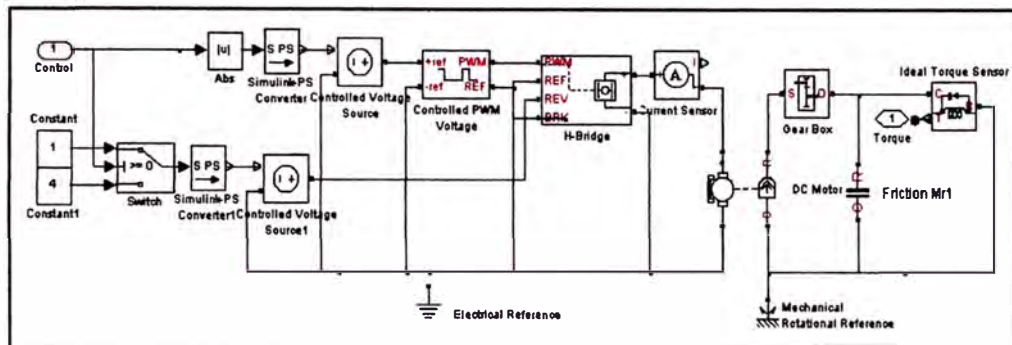 1
Control
|u|
Abs
S PS
Simulink-PS
Converter
Controlled Voltage
Source
+ref PWM
-ref REF
Controlled PWM
Voltage
PWM
REF
REV
BRK
H-Bridge
A
I
Current Sensor
S O
Gear Box
Ideal Torque Sensor
C
R
T
1
Torque
DC Motor
Friction Mr1
Constant
1
4
Constant1
>= 0
Switch
S PS
Simulink-PS
Converter1
Controlled Voltage
Source1
Electrical Reference
Mechanical
Rotational Reference